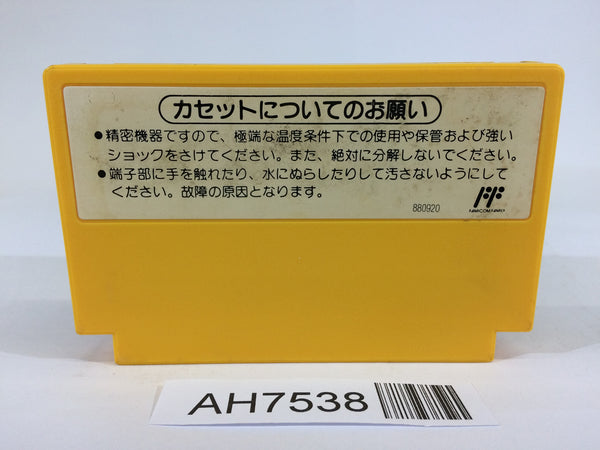 カセットについてのお願い
●精密機器ですので、極端な温度条件下での使用や保管および強い
ショックをさけてください。また、絶対に分解しないでください。
●端子部に手を触れたり、水にぬらしたりして汚さないようにして
ください。故障の原因となります。
880920
FAMICOM FAMILY
AH7538